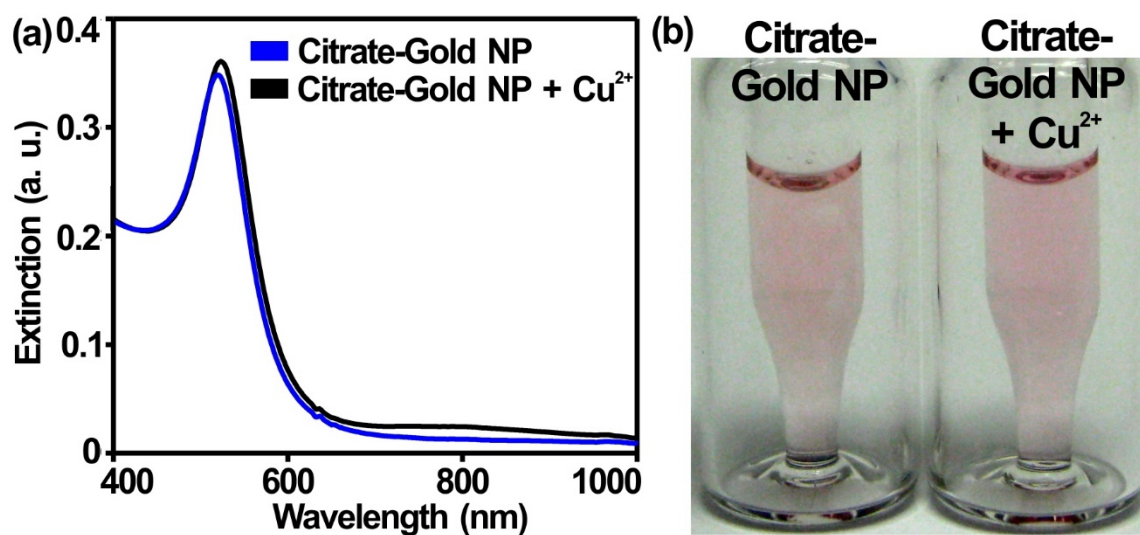 (a)
0.4
0.3
0.2
0.1
0
Extinction (a. u.)
Citrate-Gold NP
Citrate-Gold NP + Cu²⁺
400
600
800
1000
Wavelength (nm)
(b)
Citrate-
Gold NP
Citrate-
Gold NP
+ Cu²⁺